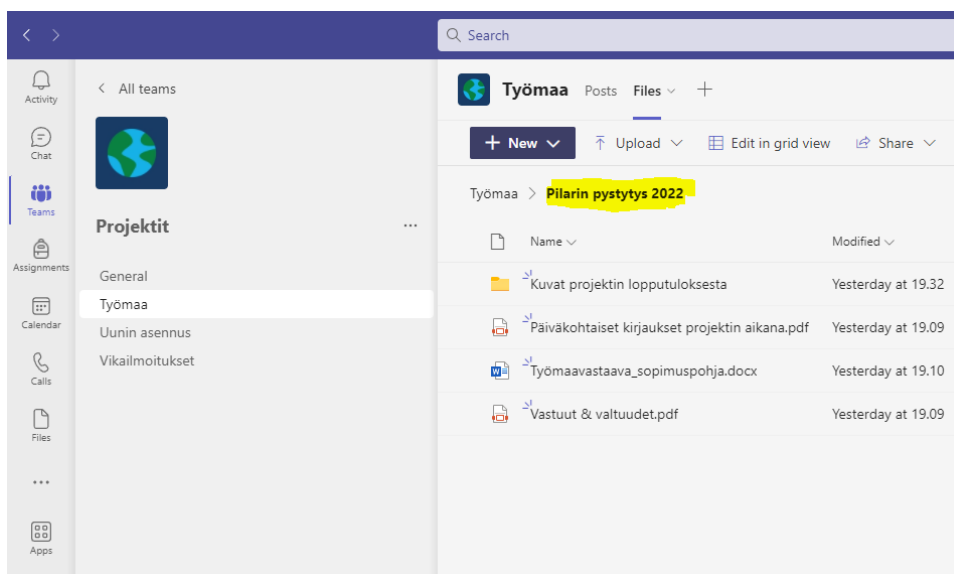 Search
Activity
Chat
Teams
Assignments
Calendar
Calls
Files
Apps
All teams
Projektit
General
Työmaa
Uunin asennus
Vikailmoitukset
Työmaa Posts Files
New Upload Edit in grid view Share
Työmaa > Pilarin pystytys 2022
Name Modified
Kuvat projektin lopputuloksesta Yesterday at 19.32
Päiväkohtaiset kirjaukset projektin aikana.pdf Yesterday at 19.09
Työmaavastaava_sopimuspohja.docx Yesterday at 19.10
Vastuut & valtuudet.pdf Yesterday at 19.09